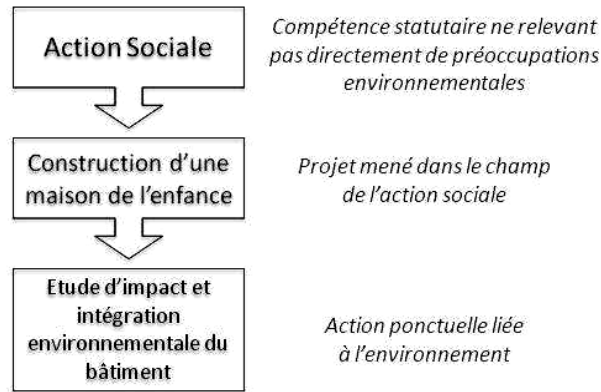 Action Sociale
Compétence statutaire ne relevant
pas directement de préoccupations
environnementales
Construction d'une
maison de l'enfance
Projet mené dans le champ
de l'action sociale
Etude d'impact et
intégration
environnementale du
bâtiment
Action ponctuelle liée
à l'environnement